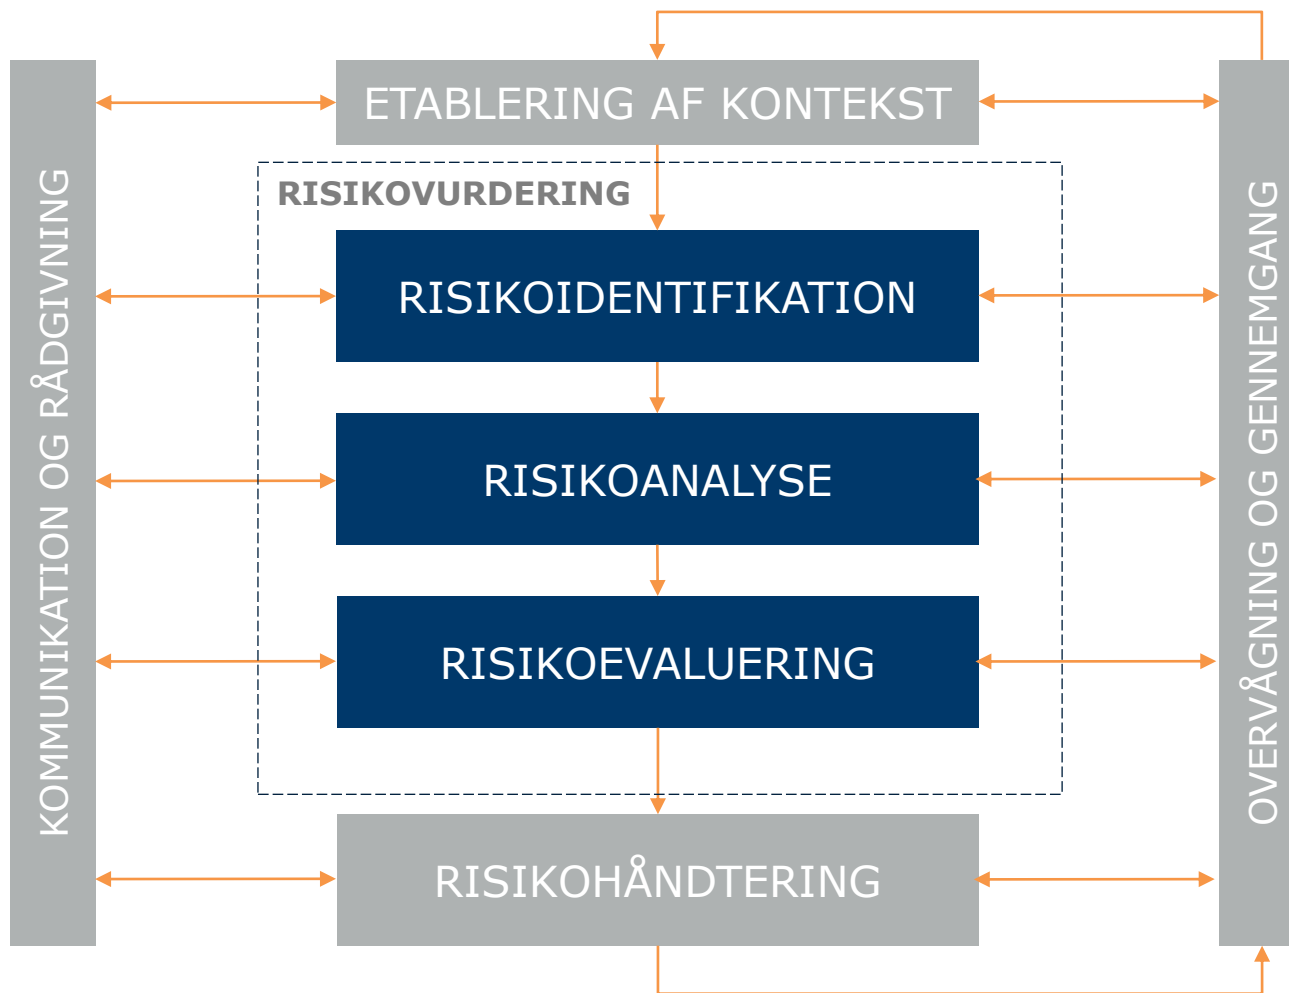 ETABLERING AF KONTEKST
RISIKOVURDERING
RISIKOIDENTIFIKATION
RISIKOANALYSE
RISIKOEVALUERING
RISIKOHÅNDTERING
KOMMUNIKATION OG RÅDGIVNING
OVERVÅGNING OG GENNEMGANG